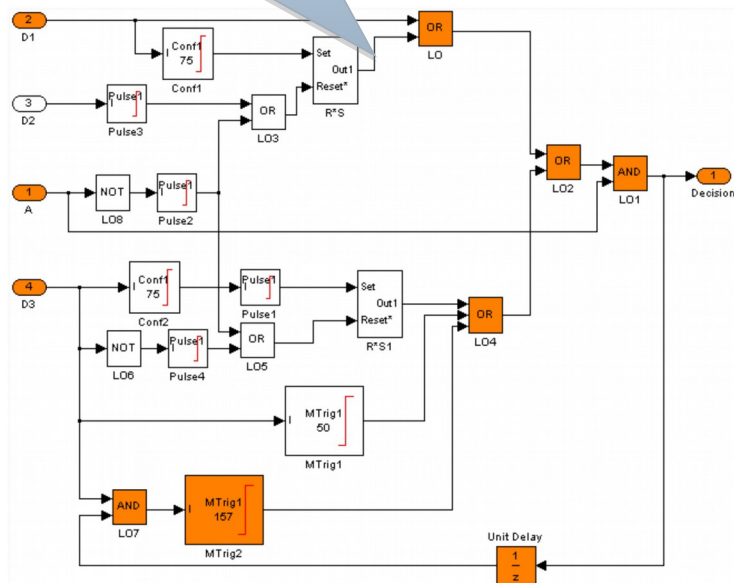 2
D1
Conf1
75
Conf1
Set
Out1
Reset*
R*S
OR
LO
3
D2
Pulse1
I
Pulse3
OR
LO3
1
A
NOT
LO8
Pulse1
I
Pulse2
OR
LO2
AND
LO1
1
Decision
4
D3
I
Conf1
75
Conf2
Pulse1
I
Pulse1
Set
Out1
Reset*
R*S1
OR
LO4
NOT
LO6
Pulse1
I
Pulse4
OR
LO5
I
MTrig1
50
MTrig1
AND
LO7
I
MTrig1
157
MTrig2
Unit Delay
1
z